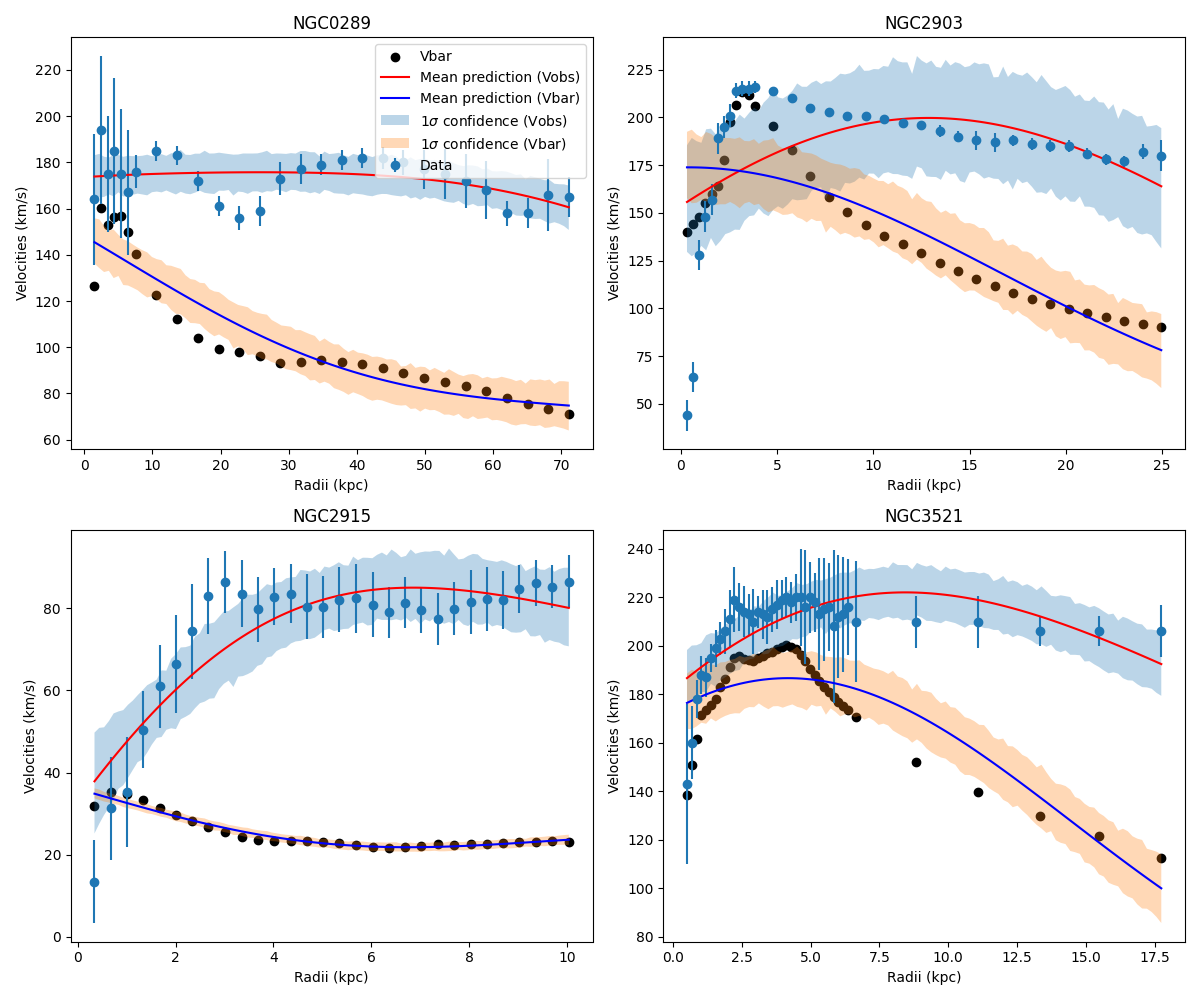 NGC0289
Velocities (km/s)
220
200
180
160
140
120
100
80
60
0 10 20 30 40 50 60 70
Radii (kpc)
Vbar
Mean prediction (Vobs)
Mean prediction (Vbar)
1σ confidence (Vobs)
1σ confidence (Vbar)
Data
NGC2903
Velocities (km/s)
225
200
175
150
125
100
75
50
0 5 10 15 20 25
Radii (kpc)
NGC2915
Velocities (km/s)
80
60
40
20
0
0 2 4 6 8 10
Radii (kpc)
NGC3521
Velocities (km/s)
240
220
200
180
160
140
120
100
80
0.0 2.5 5.0 7.5 10.0 12.5 15.0 17.5
Radii (kpc)